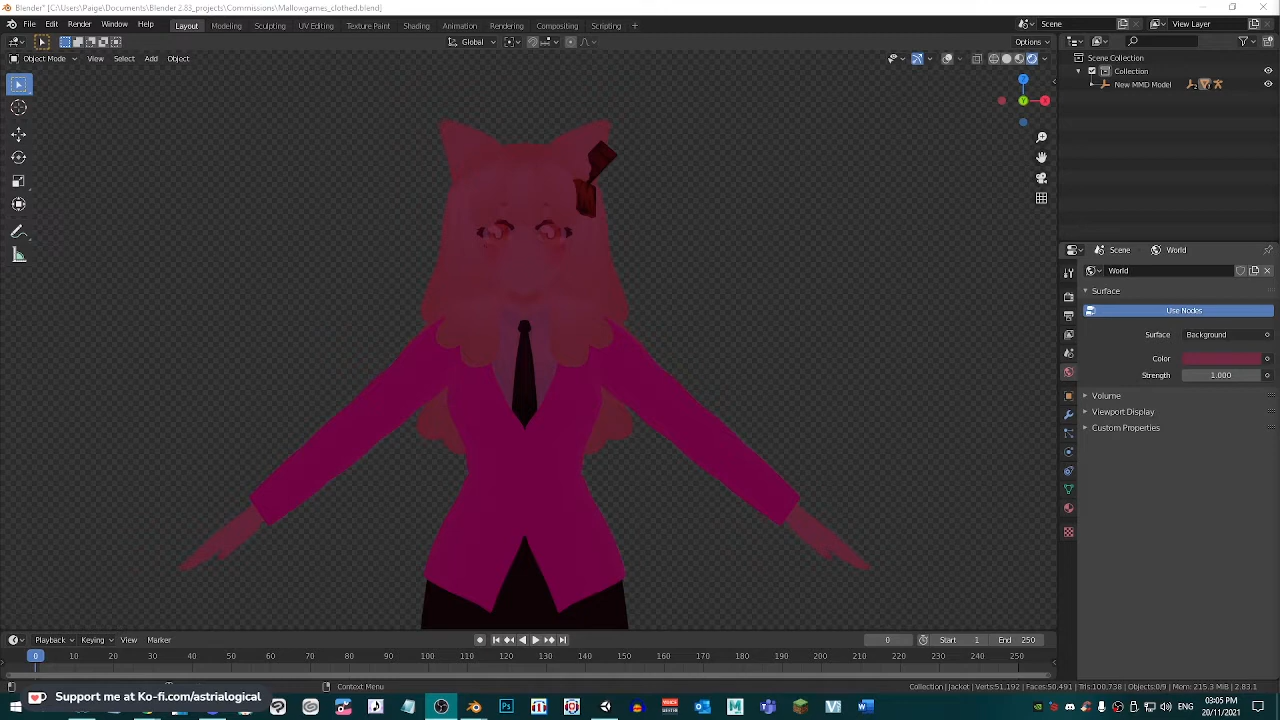 Blender* [C:\Users\Paige\Documents\Blender 2.83_projects\Commissions\Mallowgames_clothed.blend]
File Edit Render Window Help Layout Modeling Sculpting UV Editing Texture Paint Shading Animation Rendering Compositing Scripting + Scene View Layer
Global Options
Object Mode View Select Add Object
Scene Collection
Collection
New MMD Model
Z
Y
X
Scene World
World
Surface
Use Nodes
Surface Background
Color
Strength 1.000
Volume
Viewport Display
Custom Properties
Playback Keying View Marker 0 Start 1 End 250
0 10 20 30 40 50 60 70 80 90 100 110 120 130 140 150 160 170 180 190 200 210 220 230 240 250
Context Menu
Support me at Ko-fi.com/astrialogical
03:05 PM
20/11/2021
ENG